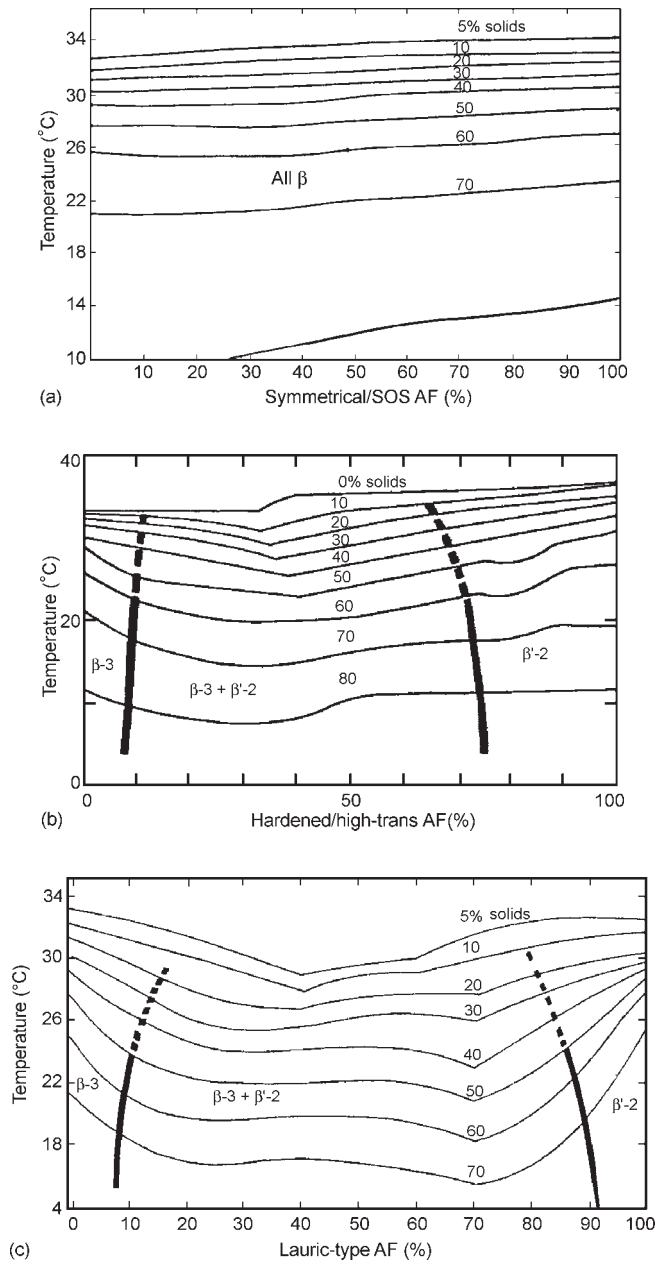 34
30
26
22
18
14
10
Temperature (°C)
5% solids
10
20
30
40
50
60
70
All β
10 20 30 40 50 60 70 80 90 100
(a) Symmetrical/SOS AF (%)
40
20
0
Temperature (°C)
0% solids
10
20
30
40
50
60
70
80
β-3
β-3 + β'-2
β'-2
0 50 100
(b) Hardened/high-trans AF(%)
34
30
26
22
18
4
Temperature (°C)
5% solids
10
20
30
40
50
60
70
β-3
β-3 + β'-2
β'-2
0 10 20 30 40 50 60 70 80 90 100
(c) Lauric-type AF (%)